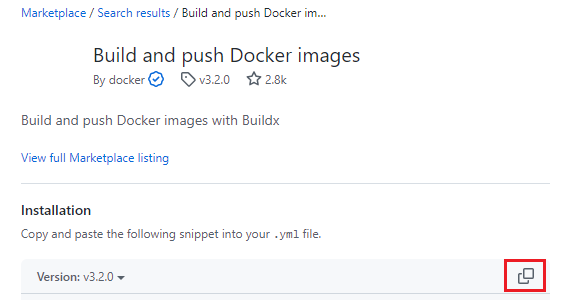 Marketplace / Search results / Build and push Docker im...
Build and push Docker images
By docker v3.2.0 2.8k
Build and push Docker images with Buildx
View full Marketplace listing
Installation
Copy and paste the following snippet into your .yml file.
Version: v3.2.0